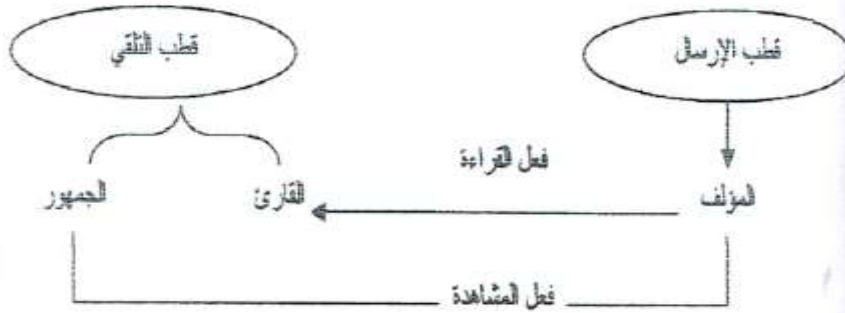 قطب الإرسال
قطب التلقي
فعل القراءة
المؤلف
القارئ
الجمهور
فعل المشاهدة